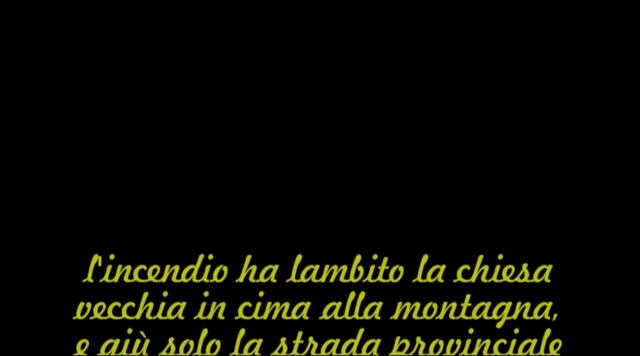 l'incendio ha lambito la chiesa
vecchia in cima alla montagna,
e giù solo la strada provinciale